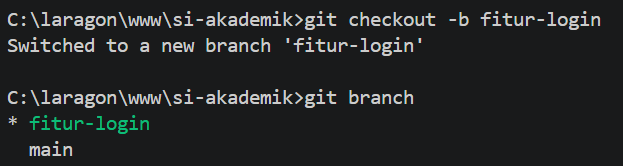 C:\laragon\www\si-akademik>git checkout -b fitur-login
Switched to a new branch 'fitur-login'
C:\laragon\www\si-akademik>git branch
* fitur-login
main